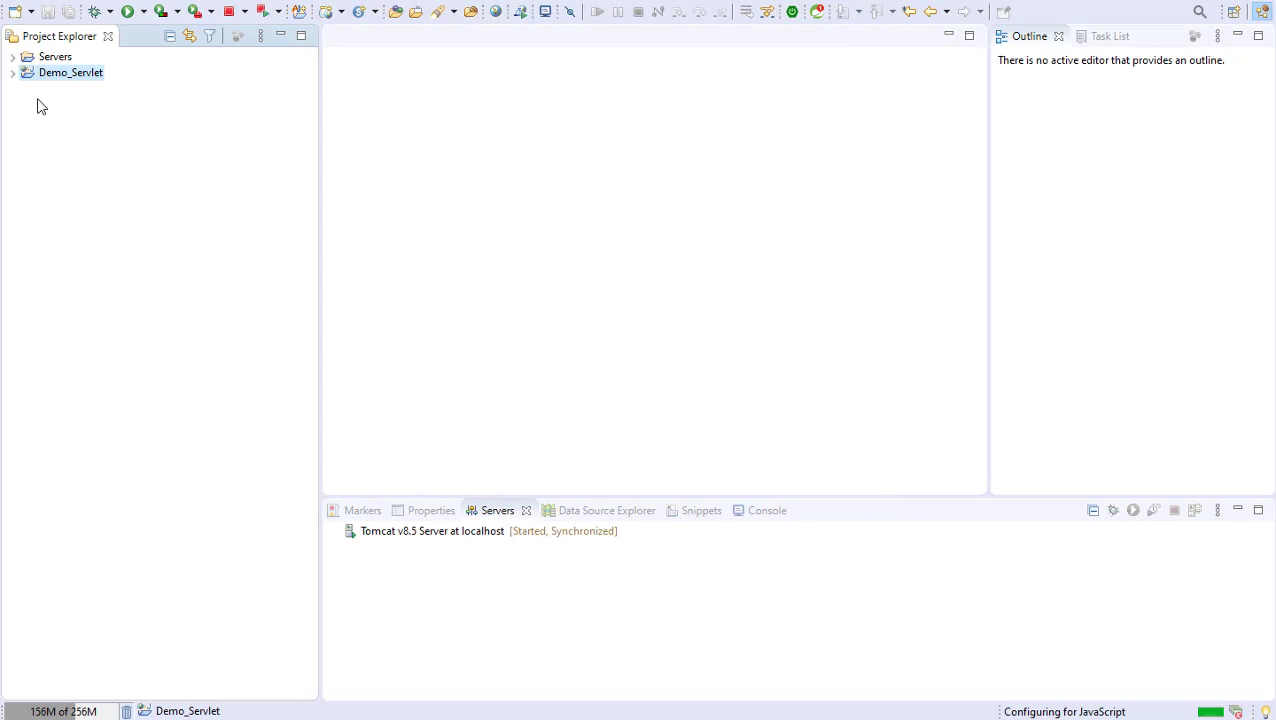 Project Explorer
Outline
Task List
Servers
Demo_Servlet
There is no active editor that provides an outline.
Markers
Properties
Servers
Data Source Explorer
Snippets
Console
Tomcat v8.5 Server at localhost [Started, Synchronized]
156M of 256M
Demo_Servlet
Configuring for JavaScript